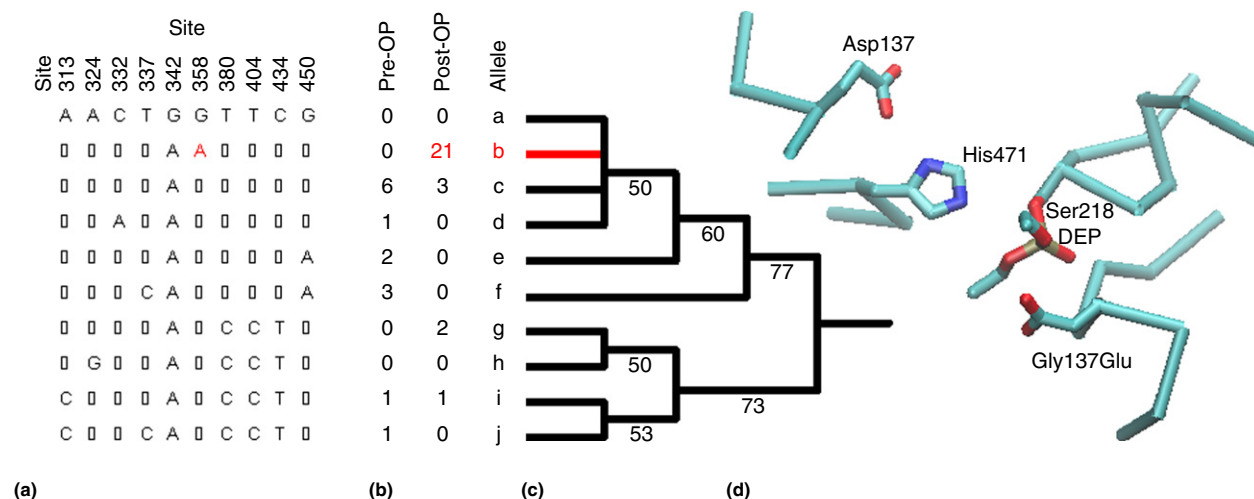 Site
Site 313 324 332 337 342 358 380 404 434 450 Pre-OP Post-OP Allele
A A C T G G T T C G 0 0 a
▯ ▯ ▯ ▯ A A ▯ ▯ ▯ ▯ 0 21 b
▯ ▯ ▯ ▯ A ▯ ▯ ▯ ▯ ▯ 6 3 c
▯ ▯ A ▯ A ▯ ▯ ▯ ▯ ▯ 1 0 d
▯ ▯ ▯ ▯ A ▯ ▯ ▯ ▯ A 2 0 e
▯ ▯ ▯ C A ▯ ▯ ▯ ▯ A 3 0 f
▯ ▯ ▯ ▯ A ▯ C C T ▯ 0 2 g
▯ G ▯ ▯ A ▯ C C T ▯ 0 0 h
C ▯ ▯ ▯ A ▯ C C T ▯ 1 1 i
C ▯ ▯ C A ▯ C C T ▯ 1 0 j
50
60
77
50
73
53
Asp137
His471
Ser218
DEP
Gly137Glu
(a) (b) (c) (d)